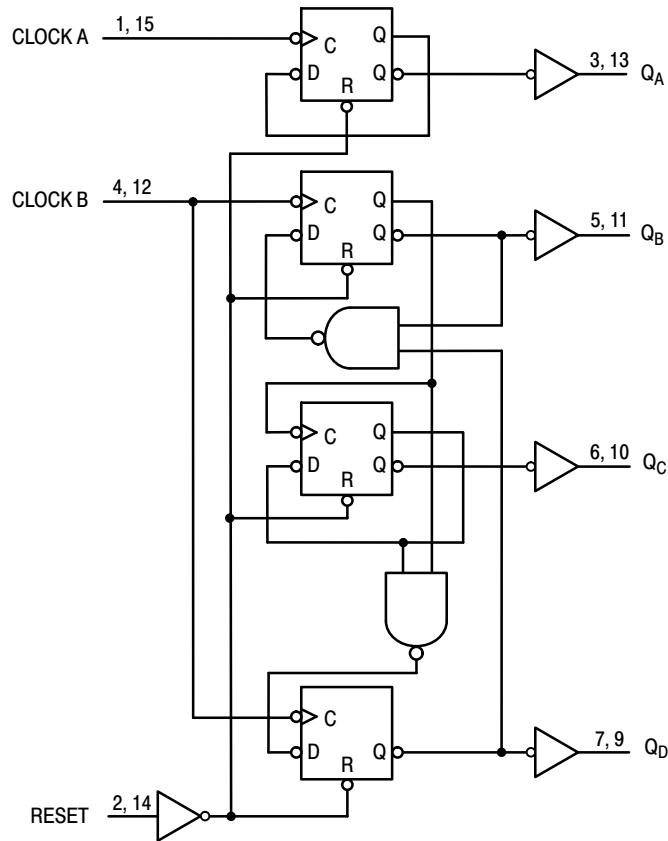 CLOCK A 1, 15 C Q D Q R 3, 13 QA
CLOCK B 4, 12 C Q D Q R 5, 11 QB
C Q D Q R 6, 10 QC
C D Q R 7, 9 QD
RESET 2, 14